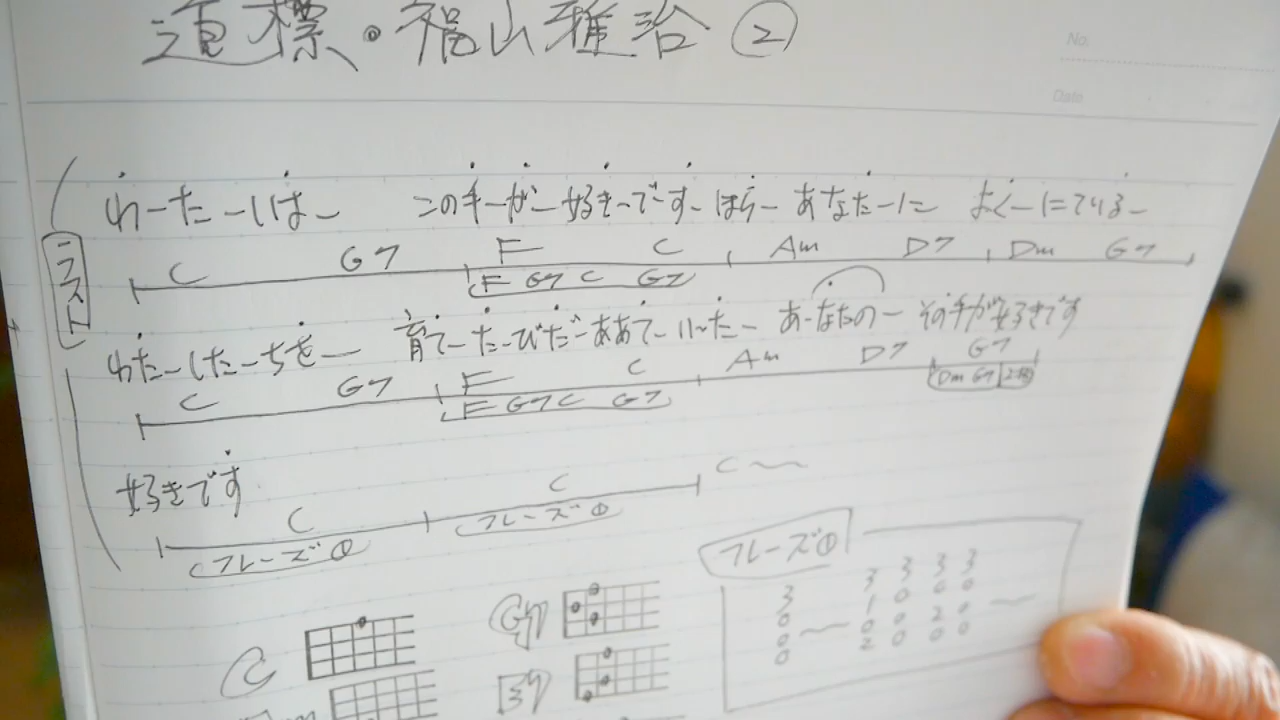 道標・福山雅治 ②
No.
Date
ラスト
わーたーしはー この手ーがー好きーですーほらーあなたーに よくーにているー
C G7 F C Am D7 Dm G7
F G7 C G7
わたーしたーちをー 育てーたーびだーああてーいーたー あーなたのー その手が好きです
C G7 F C Am D7 G7
F G7 C G7 Dm G7
好きです
C C C〜
フレーズ① フレーズ①
フレーズ①
C G7
E7
3 3 3 3 3
0 1 0 0 0
0 〜 0 0 2 0 〜
0 2 0 0 0